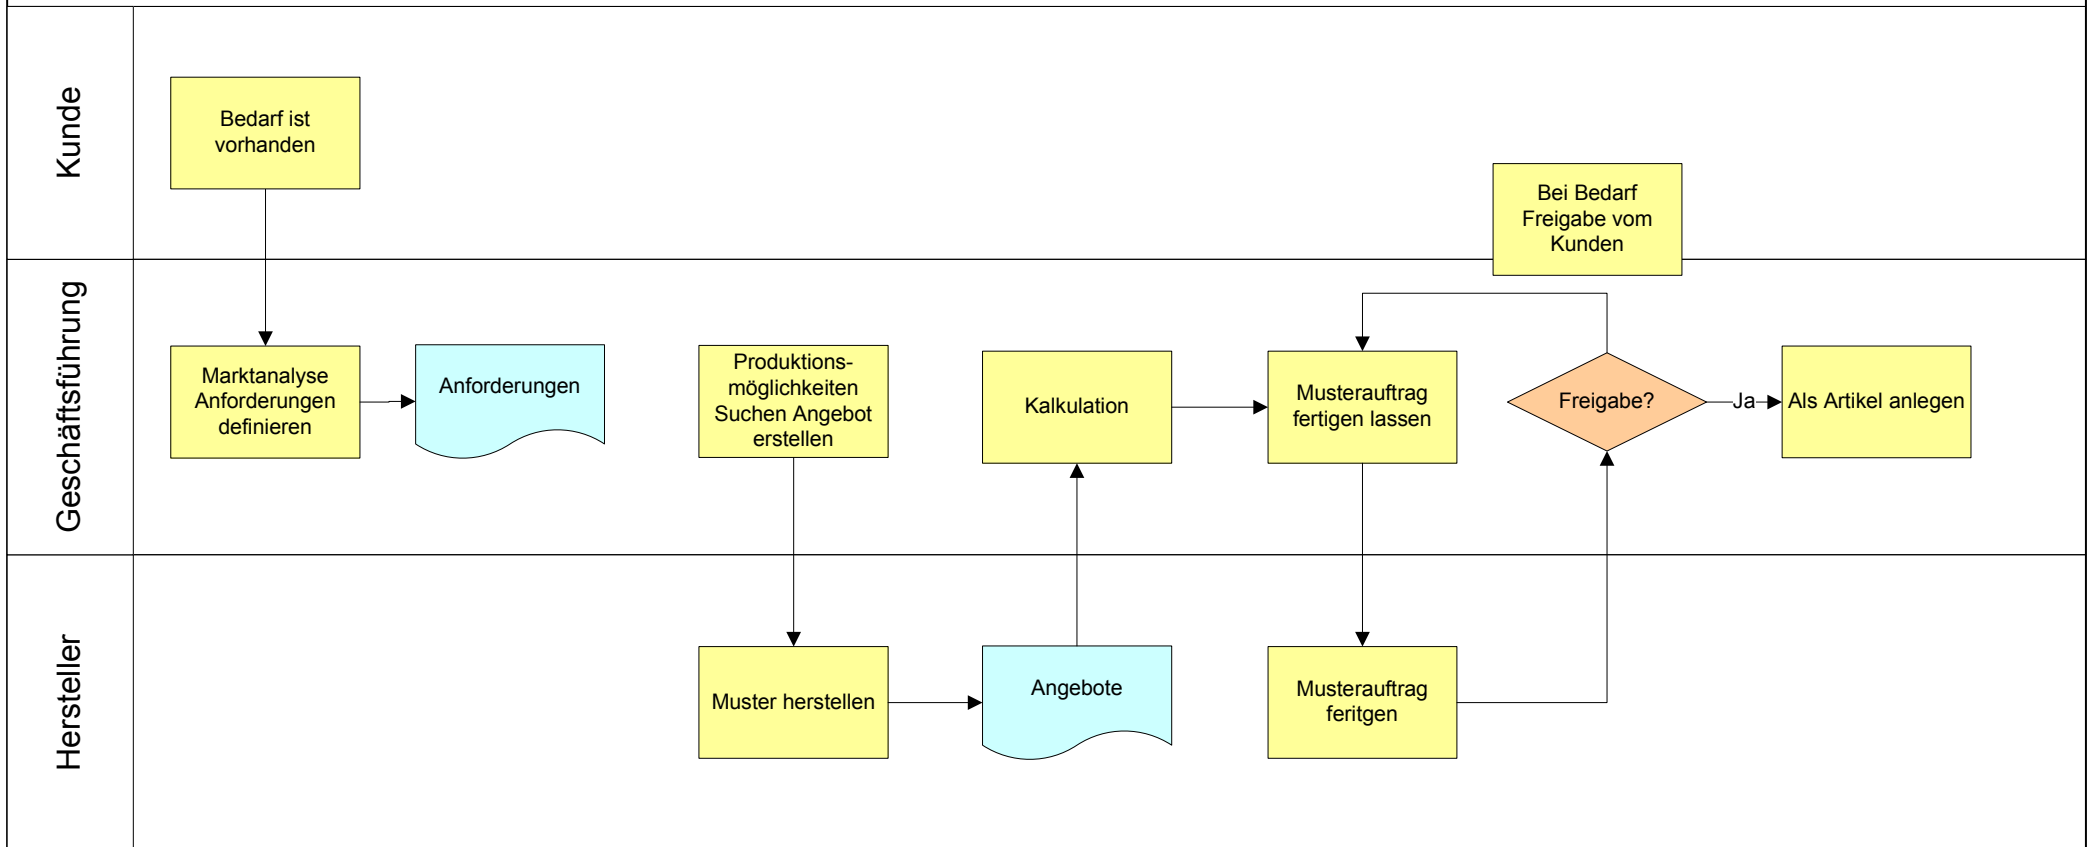 Kunde
Bedarf ist
vorhanden
Bei Bedarf
Freigabe vom
Kunden
Geschäftsführung
Marktanalyse
Anforderungen
definieren
Anforderungen
Produktions-
möglichkeiten
Suchen Angebot
erstellen
Kalkulation
Musterauftrag
fertigen lassen
Freigabe?
Ja
Als Artikel anlegen
Hersteller
Muster herstellen
Angebote
Musterauftrag
feritgen